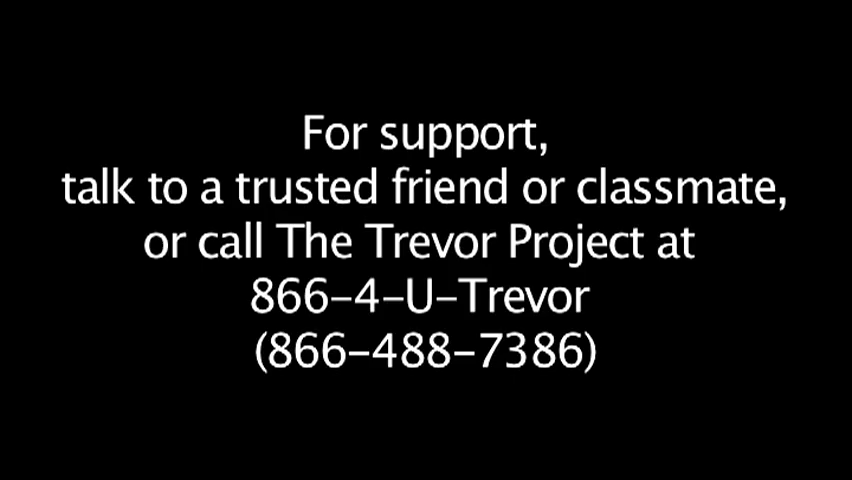 For support,
talk to a trusted friend or classmate,
or call The Trevor Project at
866-4-U-Trevor
(866-488-7386)